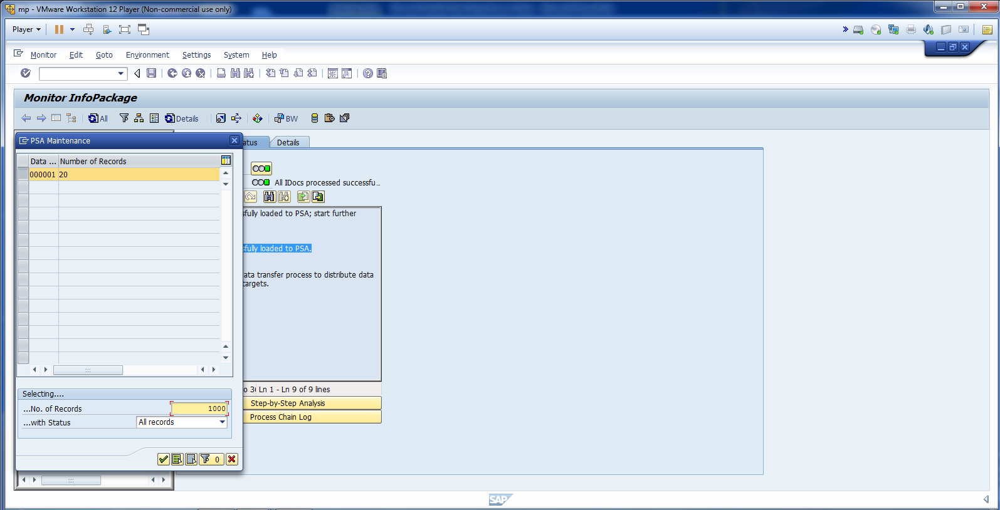 mp - VMware Workstation 12 Player (Non-commercial use only)
Player
Monitor Edit Goto Environment Settings System Help
Monitor InfoPackage
All Details BW
PSA Maintenance
Data ... Number of Records
000001 20
Selecting....
...No. of Records 1000
...with Status All records
0
atus Details
All IDocs processed successfu...
sfully loaded to PSA; start further
sfully loaded to PSA.
ata transfer process to distribute data
targets.
Ln 1 - Ln 9 of 9 lines
Step-by-Step Analysis
Process Chain Log
SAP